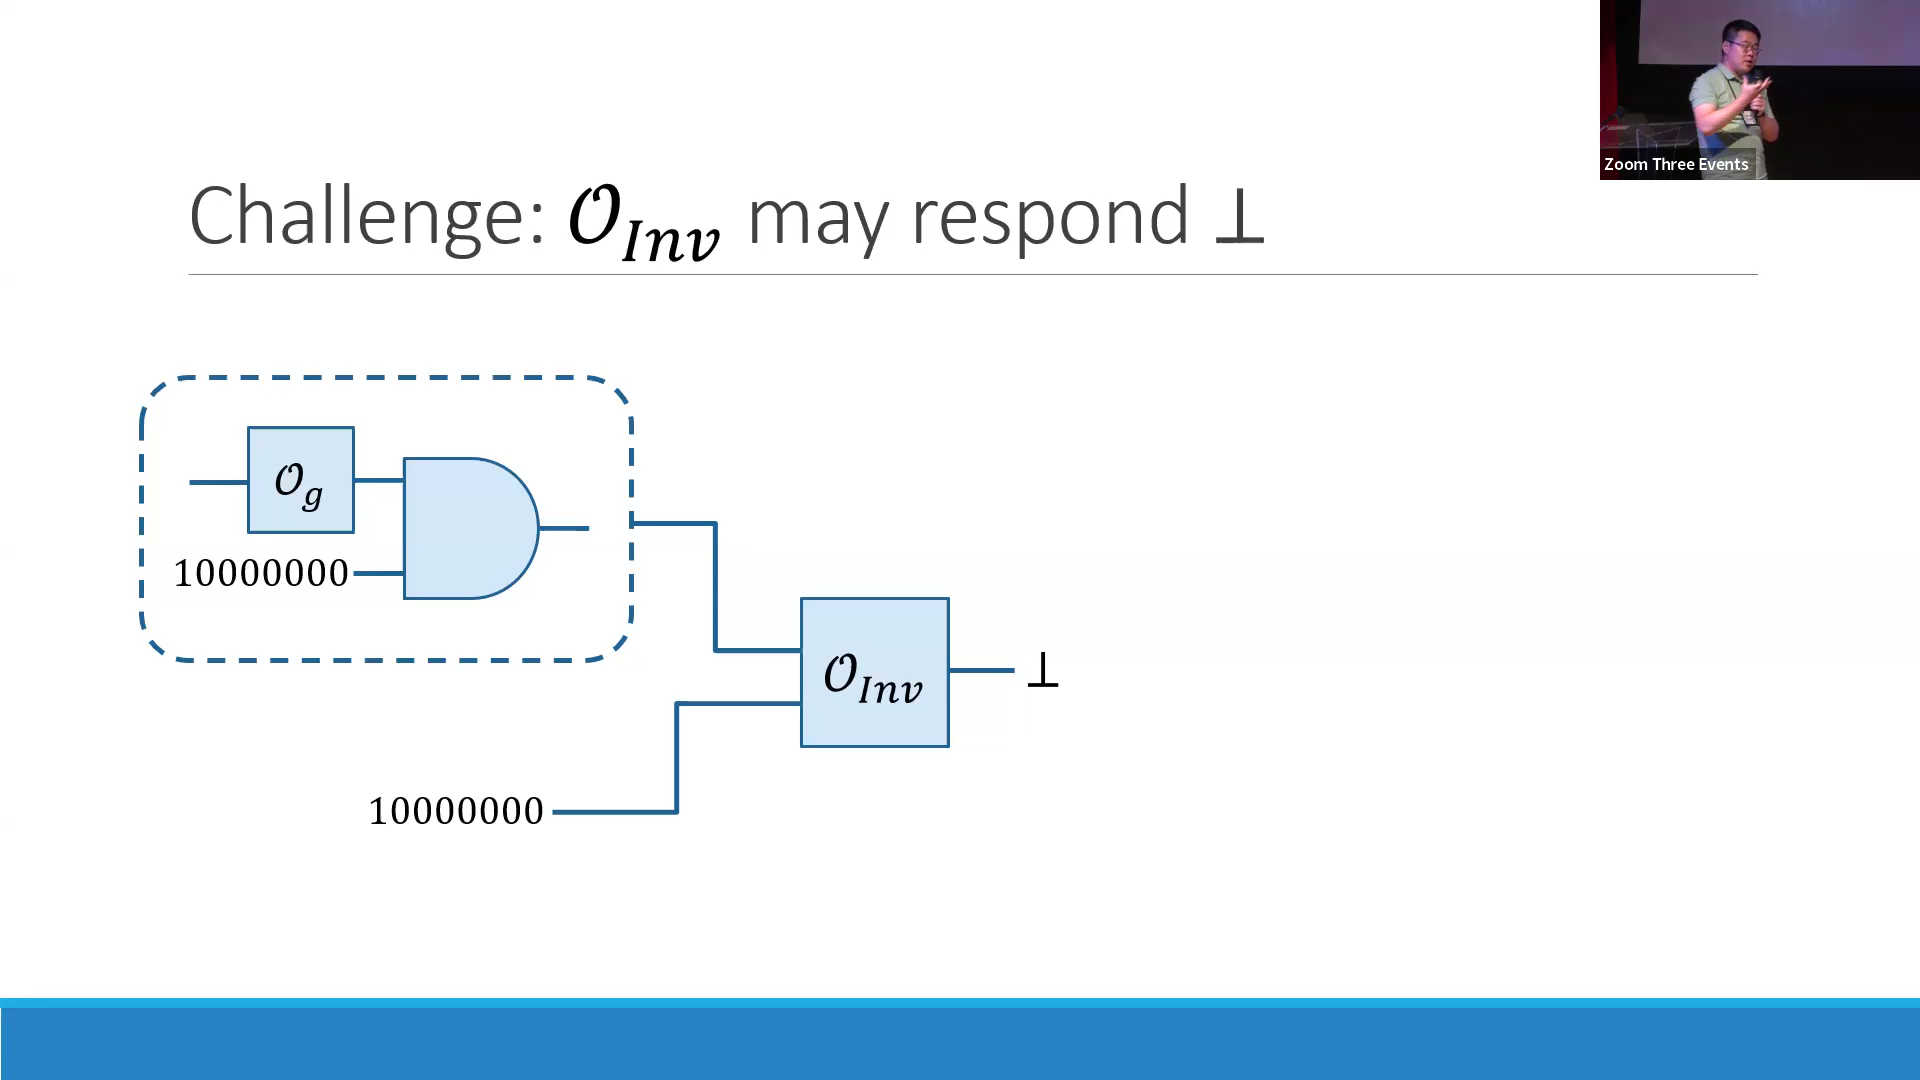 Zoom Three Events
Challenge: 𝒪_Inv may respond ⊥
𝒪_g
10000000
𝒪_Inv
⊥
10000000